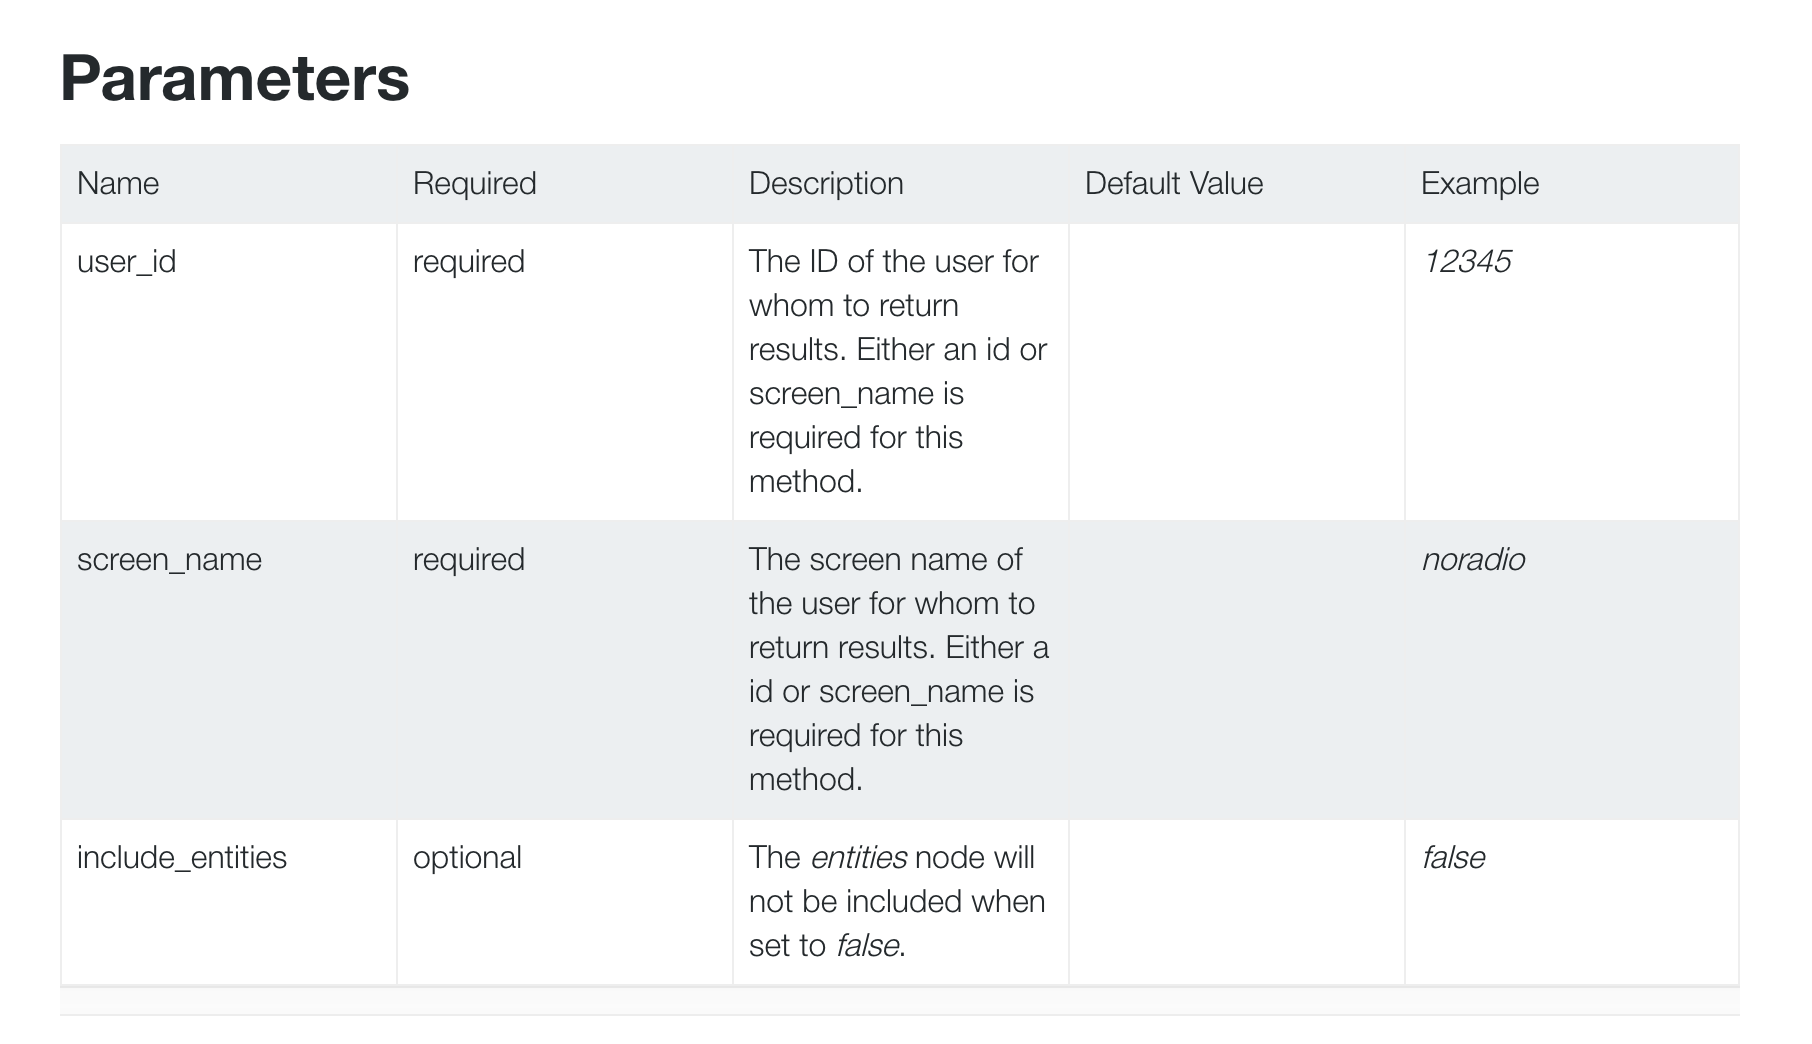 Parameters
Name Required Description Default Value Example
user_id required The ID of the user for 12345
whom to return
results. Either an id or
screen_name is
required for this
method.
screen_name required The screen name of noradio
the user for whom to
return results. Either a
id or screen_name is
required for this
method.
include_entities optional The entities node will false
not be included when
set to false.